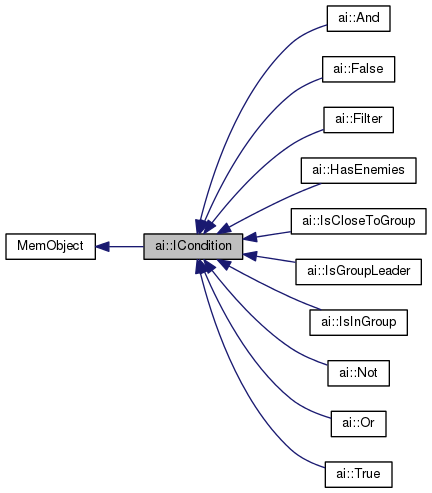 ai::And
ai::False
ai::Filter
ai::HasEnemies
ai::IsCloseToGroup
MemObject
ai::ICondition
ai::IsGroupLeader
ai::IsInGroup
ai::Not
ai::Or
ai::True